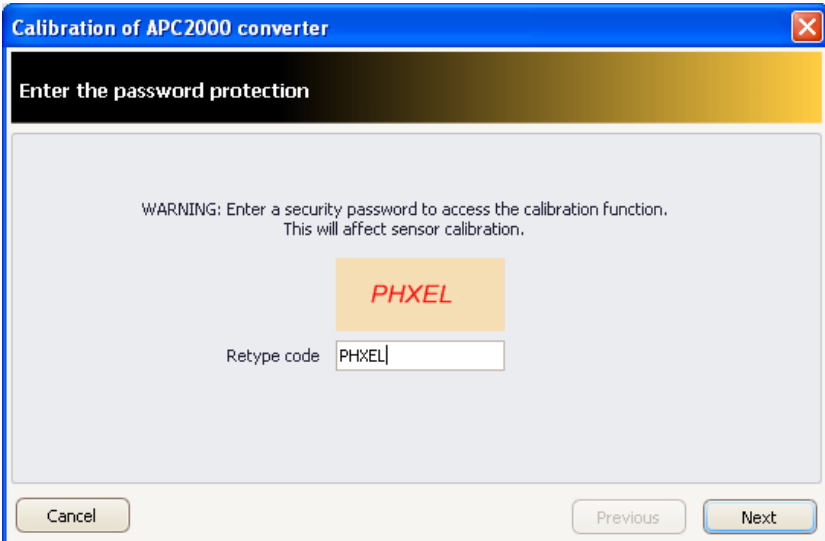 Calibration of APC2000 converter
Enter the password protection
WARNING: Enter a security password to access the calibration function.
This will affect sensor calibration.
PHXEL
Retype code PHXEL
Cancel Previous Next